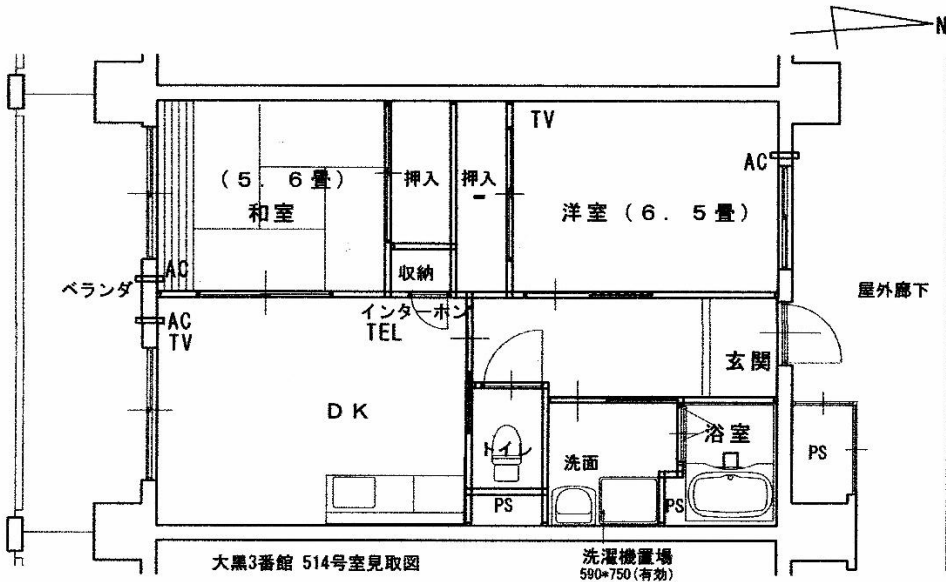 N
TV
AC
(5.6畳)
和室
押入
押入
洋室(6.5畳)
収納
AC
ベランダ
屋外廊下
AC
TV
インターホン
TEL
玄関
DK
トイレ
洗面
浴室
PS
PS
PS
大黒3番館 514号室見取図
洗濯機置場
590*750(有効)